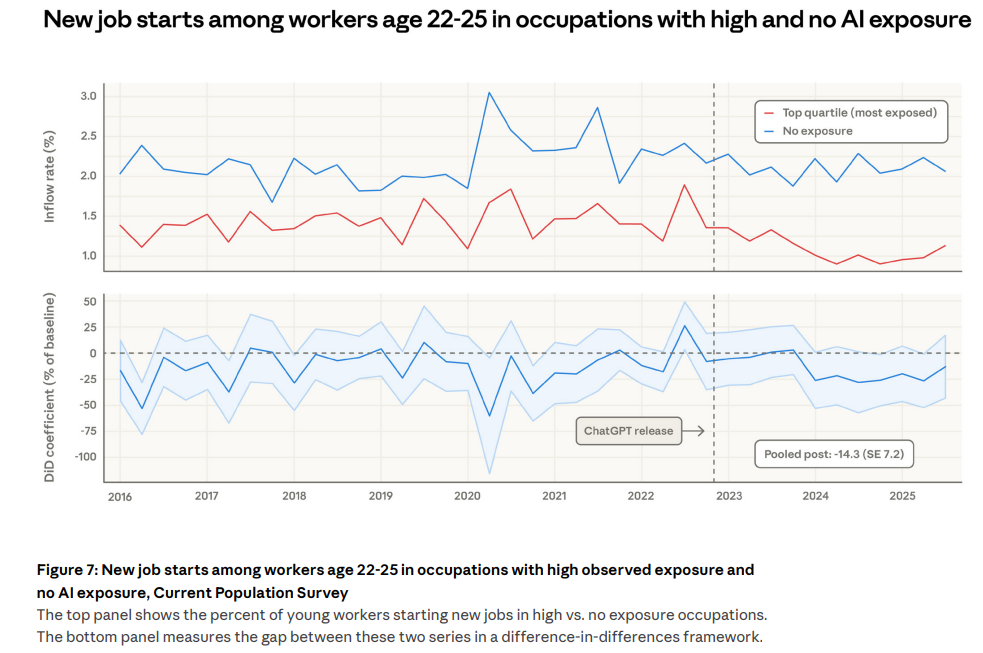 New job starts among workers age 22-25 in occupations with high and no AI exposure
Inflow rate (%)
3.0
2.5
2.0
1.5
1.0
Top quartile (most exposed)
No exposure
DiD coefficient (% of baseline)
50
25
0
-25
-50
-75
-100
ChatGPT release
Pooled post: -14.3 (SE 7.2)
2016 2017 2018 2019 2020 2021 2022 2023 2024 2025
Figure 7: New job starts among workers age 22-25 in occupations with high observed exposure and
no AI exposure, Current Population Survey
The top panel shows the percent of young workers starting new jobs in high vs. no exposure occupations.
The bottom panel measures the gap between these two series in a difference-in-differences framework.